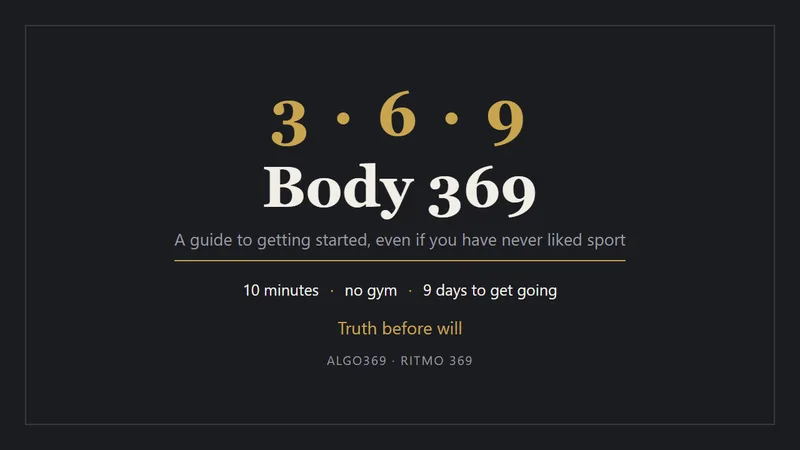 3 · 6 · 9
Body 369
A guide to getting started, even if you have never liked sport
10 minutes · no gym · 9 days to get going
Truth before will
ALGO369 · RITMO 369